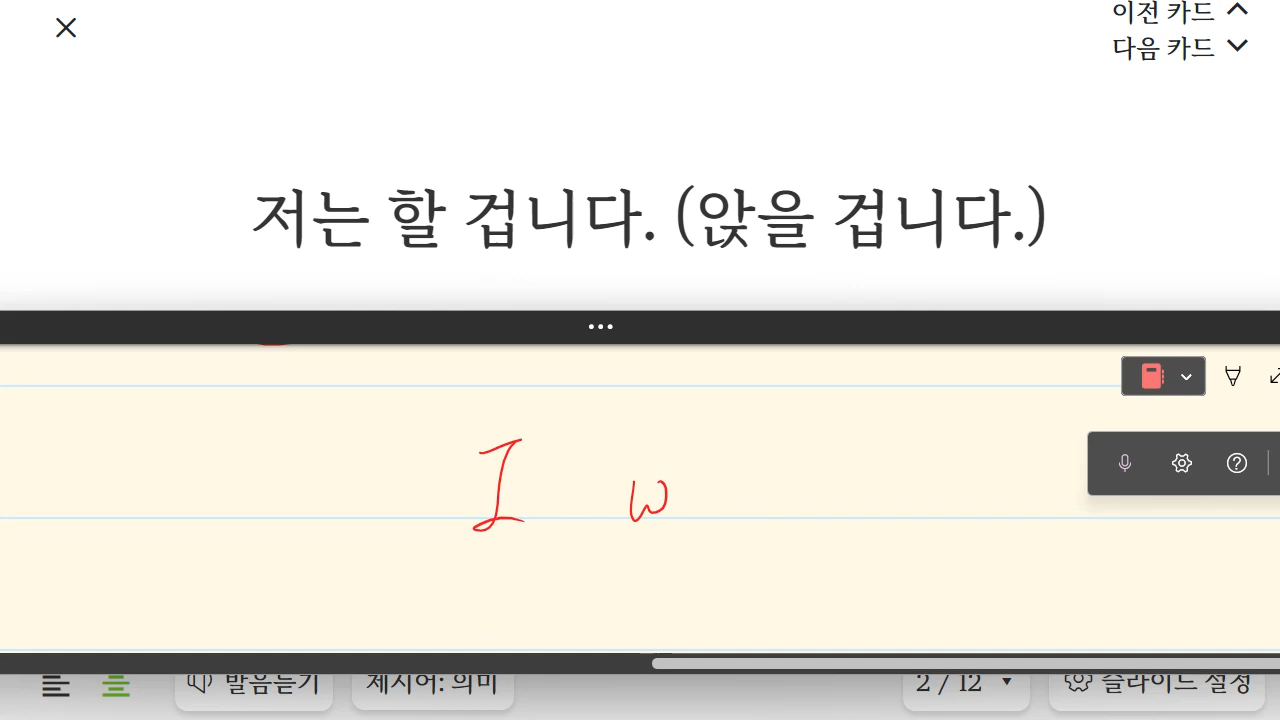 이전 카드
다음 카드
저는 할 겁니다. (앉을 겁니다.)
I w
발음듣기 제시어: 의미 2 / 12 슬라이드 설정